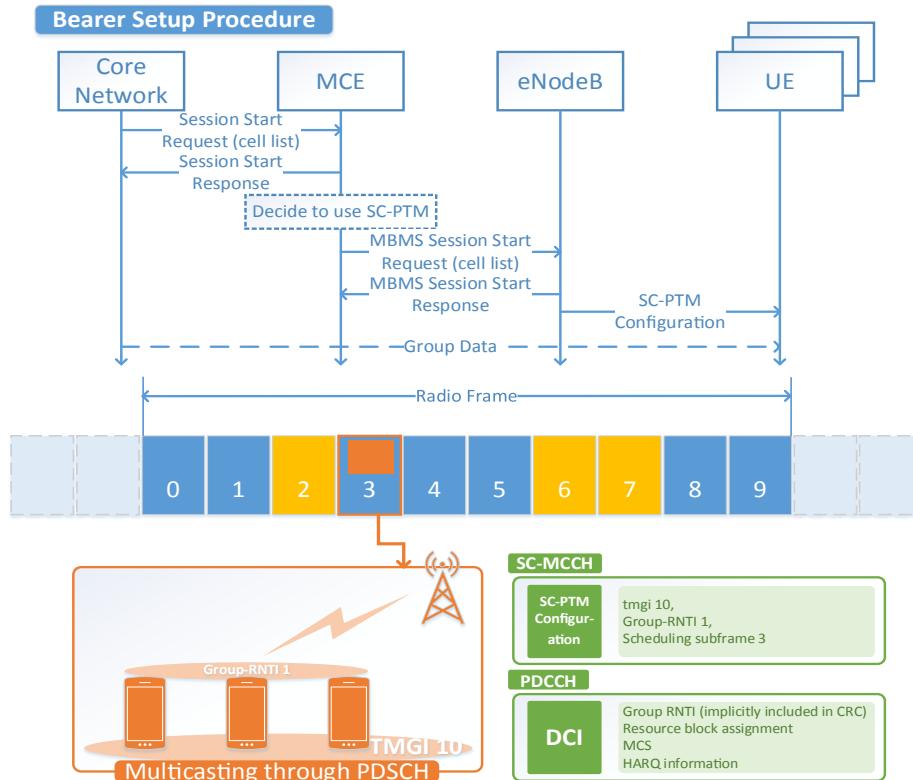 Bearer Setup Procedure
Core
Network
MCE
eNodeB
UE
Session Start
Request (cell list)
Session Start
Response
Decide to use SC-PTM
MBMS Session Start
Request (cell list)
MBMS Session Start
Response
SC-PTM
Configuration
Group Data
Radio Frame
0 1 2 3 4 5 6 7 8 9
SC-MCCH
SC-PTM
Configur-
ation
tmgi 10,
Group-RNTI 1,
Scheduling subframe 3
Group-RNTI 1
TMGI 10
Multicasting through PDSCH
PDCCH
DCI
Group RNTI (implicitly included in CRC)
Resource block assignment
MCS
HARQ information